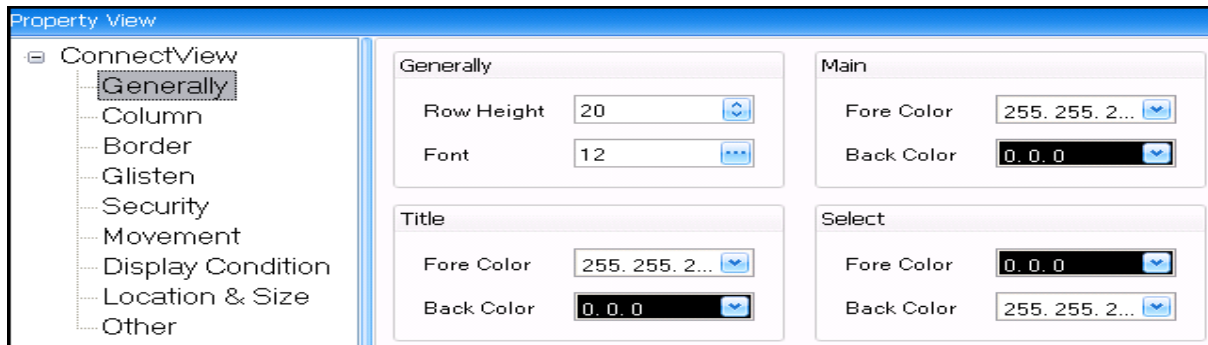 Property View
ConnectView
Generally
Column
Border
Glisten
Security
Movement
Display Condition
Location & Size
Other
Generally
Row Height 20
Font 12
Main
Fore Color 255. 255. 2...
Back Color 0. 0. 0
Title
Fore Color 255. 255. 2...
Back Color 0. 0. 0
Select
Fore Color 0. 0. 0
Back Color 255. 255. 2...